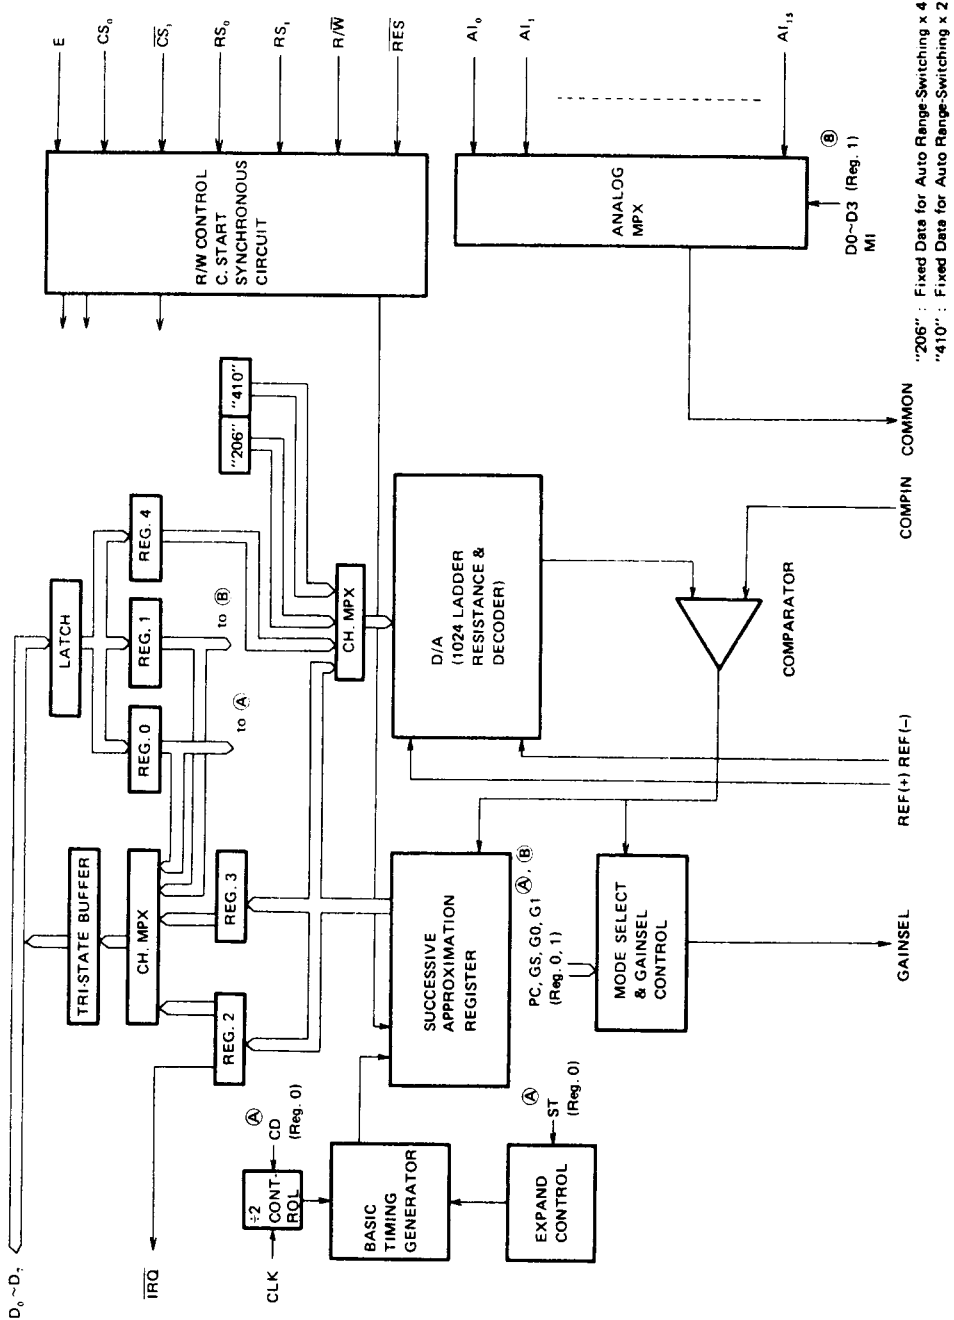 D₀ ~D₇
IRQ
CLK
÷2
CONT-
ROL
Ⓐ
CD
(Reg. 0)
BASIC
TIMING
GENERATOR
EXPAND
CONTROL
Ⓐ
ST
(Reg. 0)
TRI-STATE BUFFER
CH. MPX
REG. 2
REG. 3
SUCCESSIVE
APPROXIMATION
REGISTER
PC, GS, G0, G1 Ⓐ, Ⓑ
(Reg. 0, 1)
MODE SELECT
& GAINSEL
CONTROL
GAINSEL
LATCH
REG. 0
REG. 1
REG. 4
to Ⓐ
to Ⓑ
"206"
"410"
CH. MPX
D/A
(1024 LADDER
RESISTANCE &
DECODER)
COMPARATOR
REF(+) REF(−)
COMPIN
COMMON
R/W CONTROL
C. START
SYNCHRONOUS
CIRCUIT
E
CS₀
C̅S̅₁
RS₀
RS₁
R/W̅
R̅E̅S̅
ANALOG
MPX
AI₀
AI₁
AI₁₅
D0~D3 (Reg. 1) Ⓑ
MI
"206" : Fixed Data for Auto Range-Switching x 4
"410" : Fixed Data for Auto Range-Switching x 2